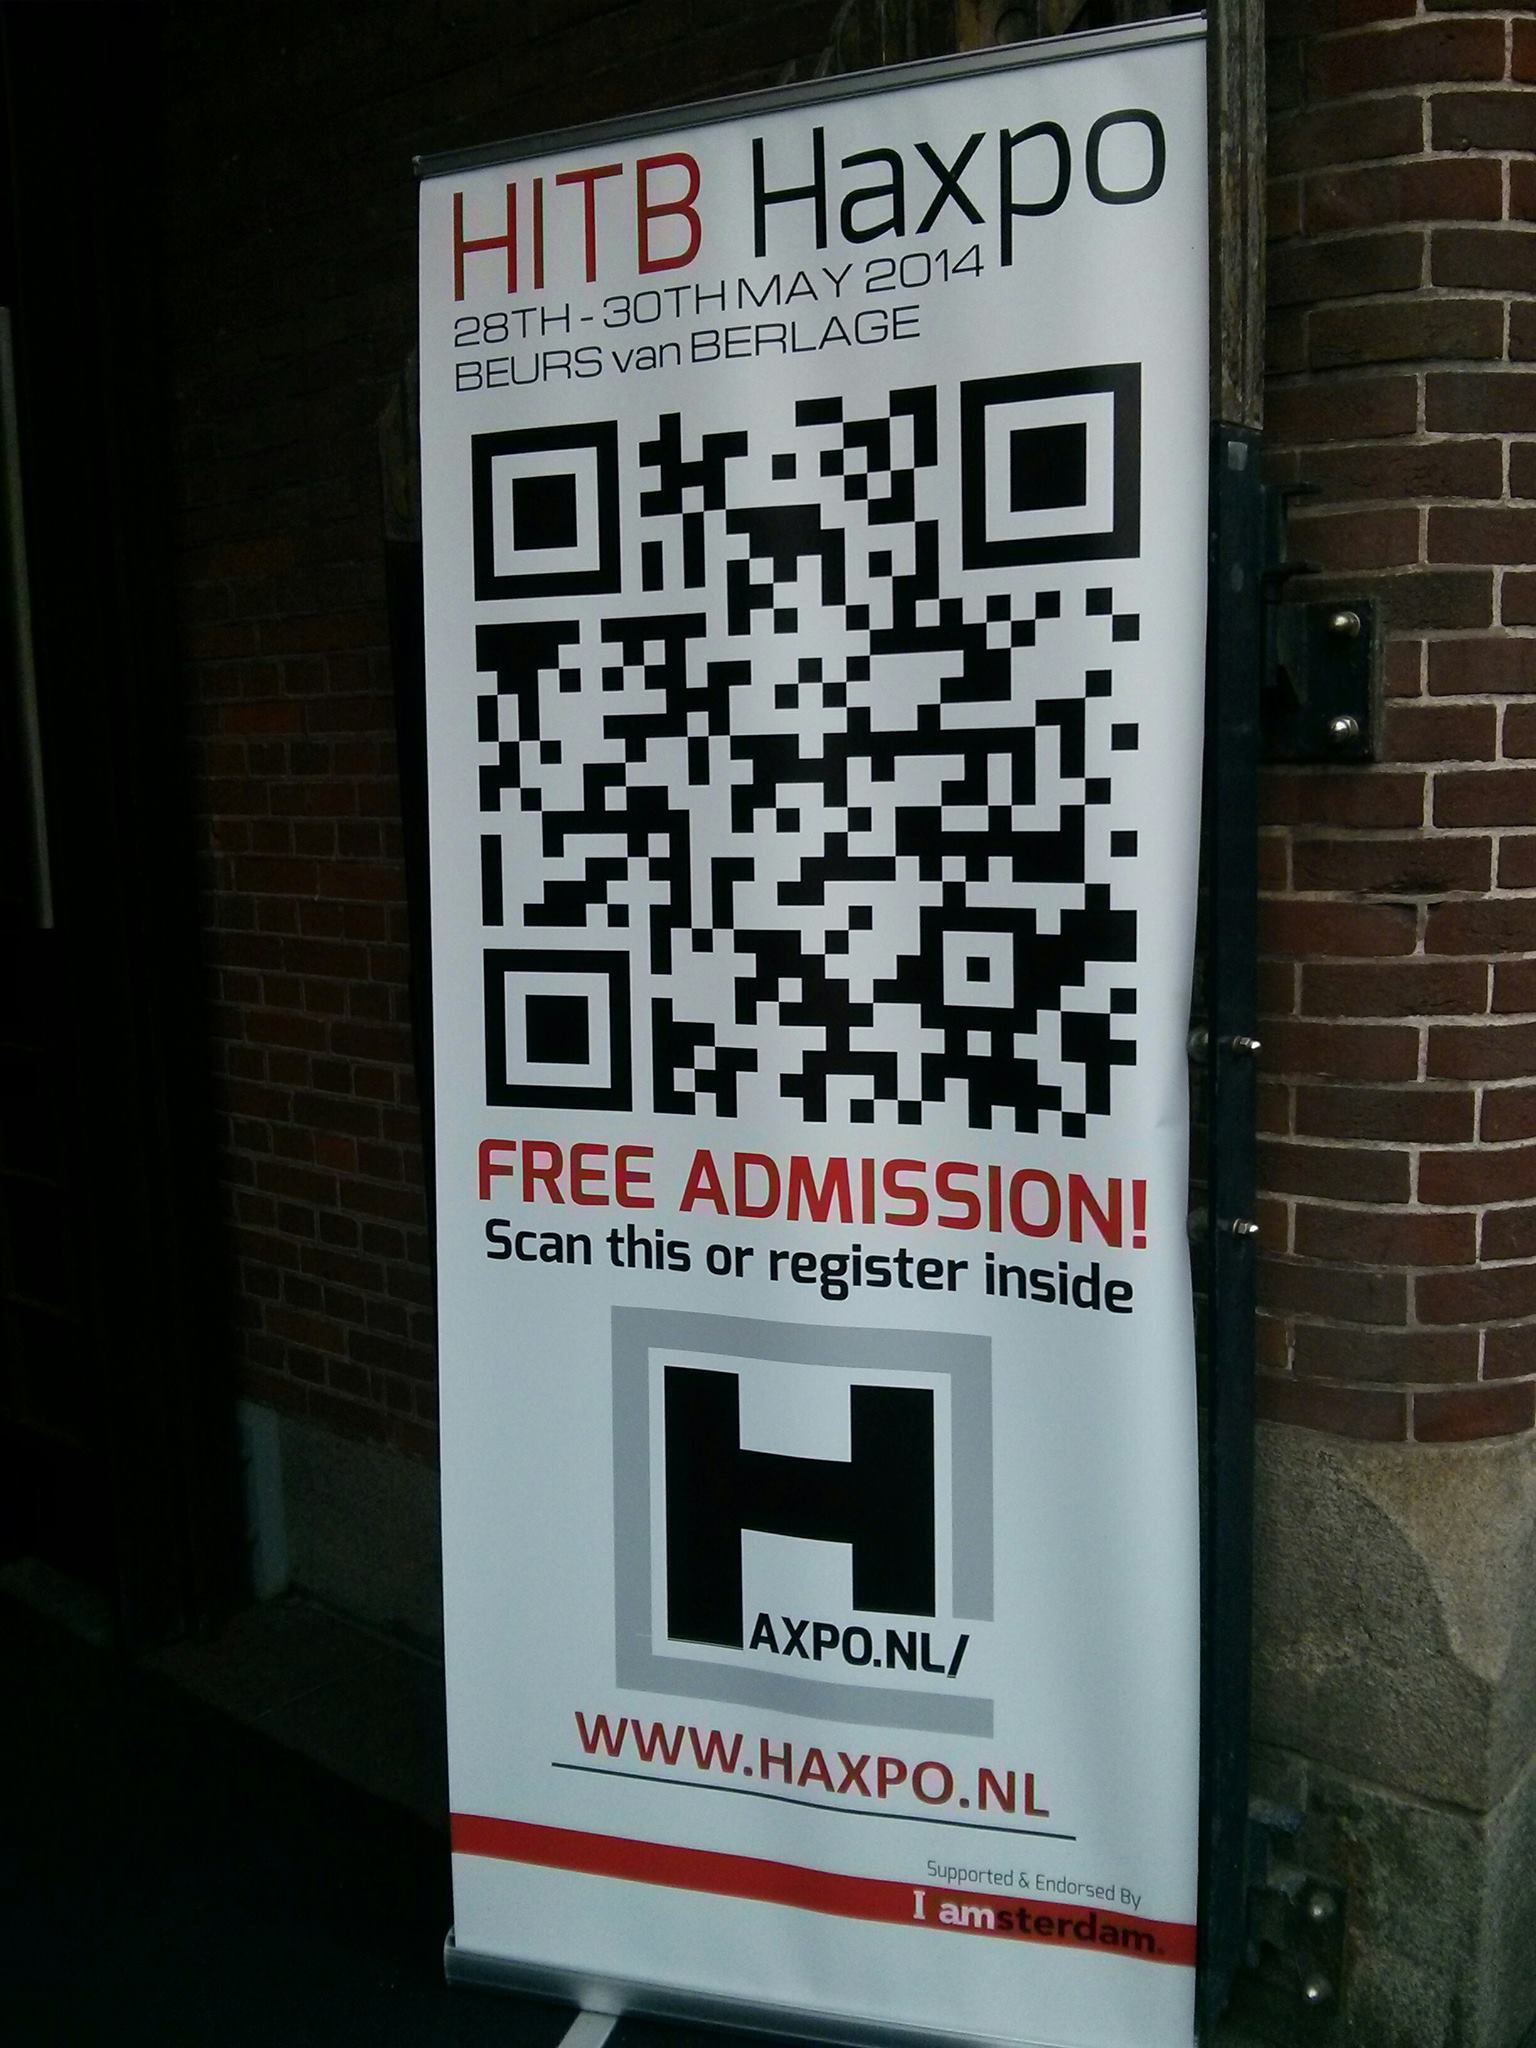 HITB Haxpo
28TH - 30TH MAY 2014
BEURS van BERLAGE
FREE ADMISSION!
Scan this or register inside
HAXPO.NL/
WWW.HAXPO.NL
Supported & Endorsed By
I amsterdam.